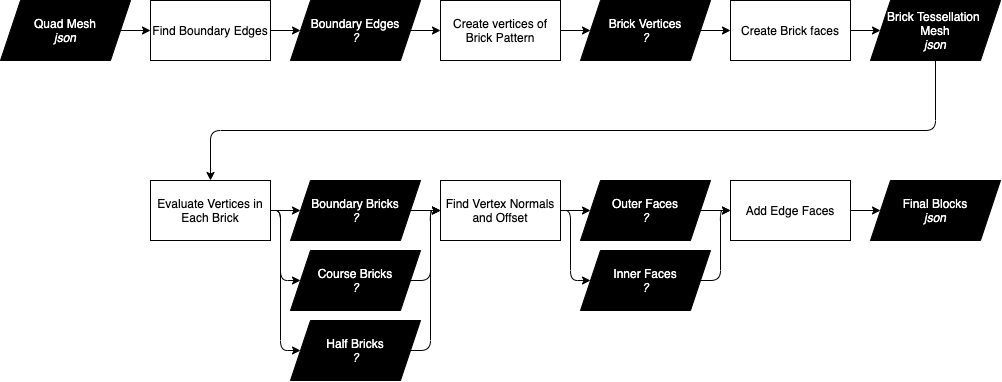 Quad Mesh
json
Find Boundary Edges
Boundary Edges
?
Create vertices of
Brick Pattern
Brick Vertices
?
Create Brick faces
Brick Tessellation
Mesh
json
Evaluate Vertices in
Each Brick
Boundary Bricks
?
Course Bricks
?
Half Bricks
?
Find Vertex Normals
and Offset
Outer Faces
?
Inner Faces
?
Add Edge Faces
Final Blocks
json